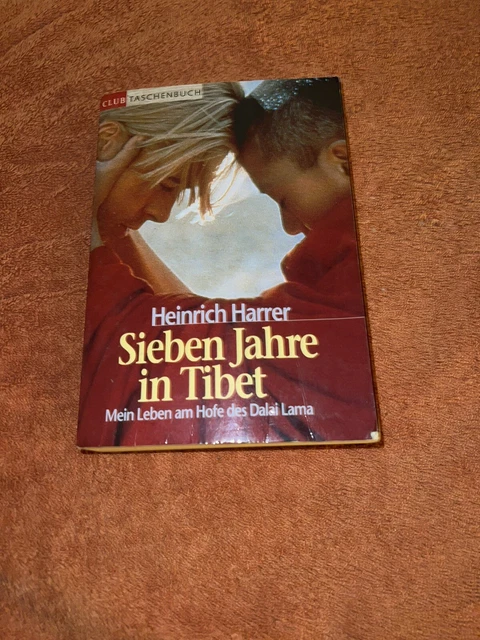 CLUB TASCHENBUCH
Heinrich Harrer
Sieben Jahre
in Tibet
Mein Leben am Hofe des Dalai Lama